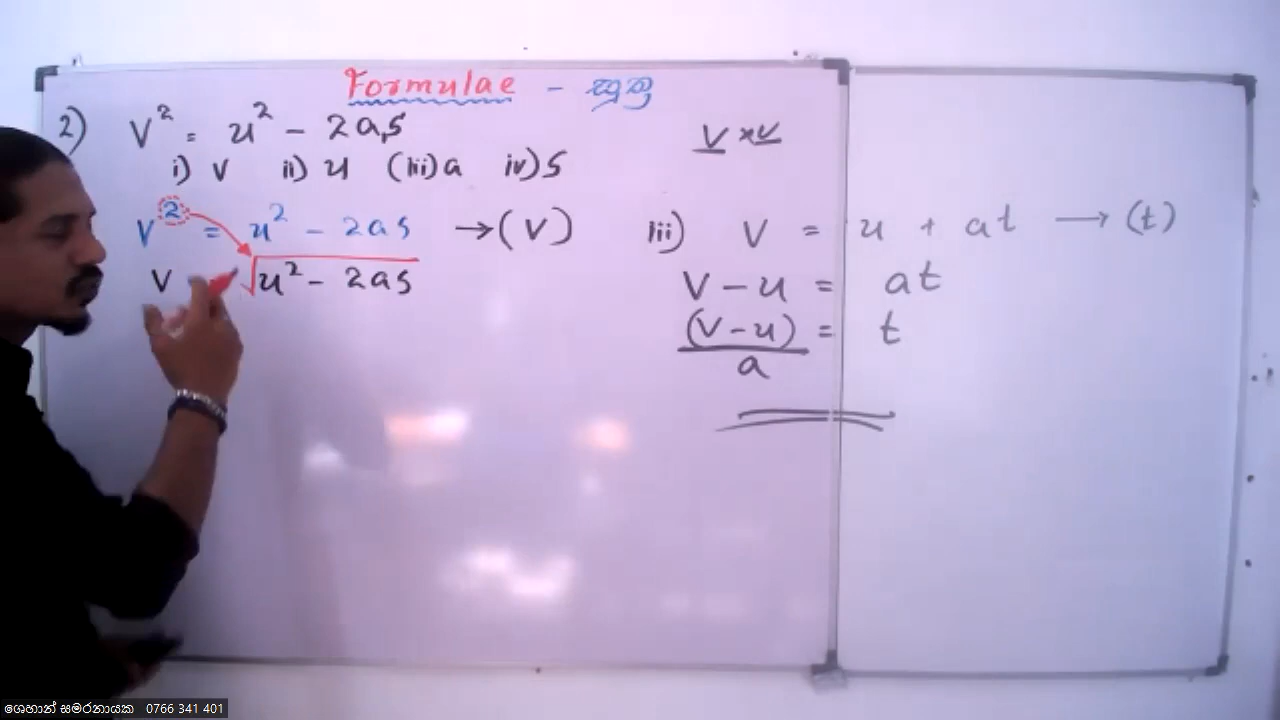 Formulae - සූත්‍ර
2) V² = u² - 2as
i) V ii) u (iii) a iv) s
V² = u² - 2as → (V)
V = √u² - 2as
V × V
iii) V = u + at → (t)
V - u = at
(V - u) = t
a
ශෙහාන් සමරනායක 0766 341 401